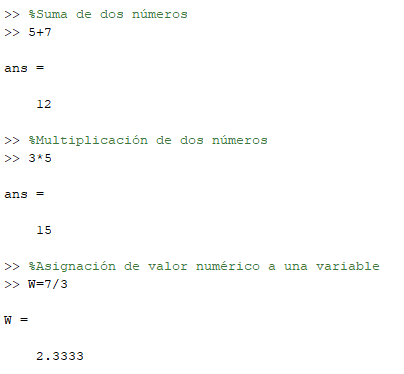 >> %Suma de dos números
>> 5+7
ans =
12
>> %Multiplicación de dos números
>> 3*5
ans =
15
>> %Asignación de valor numérico a una variable
>> W=7/3
W =
2.3333